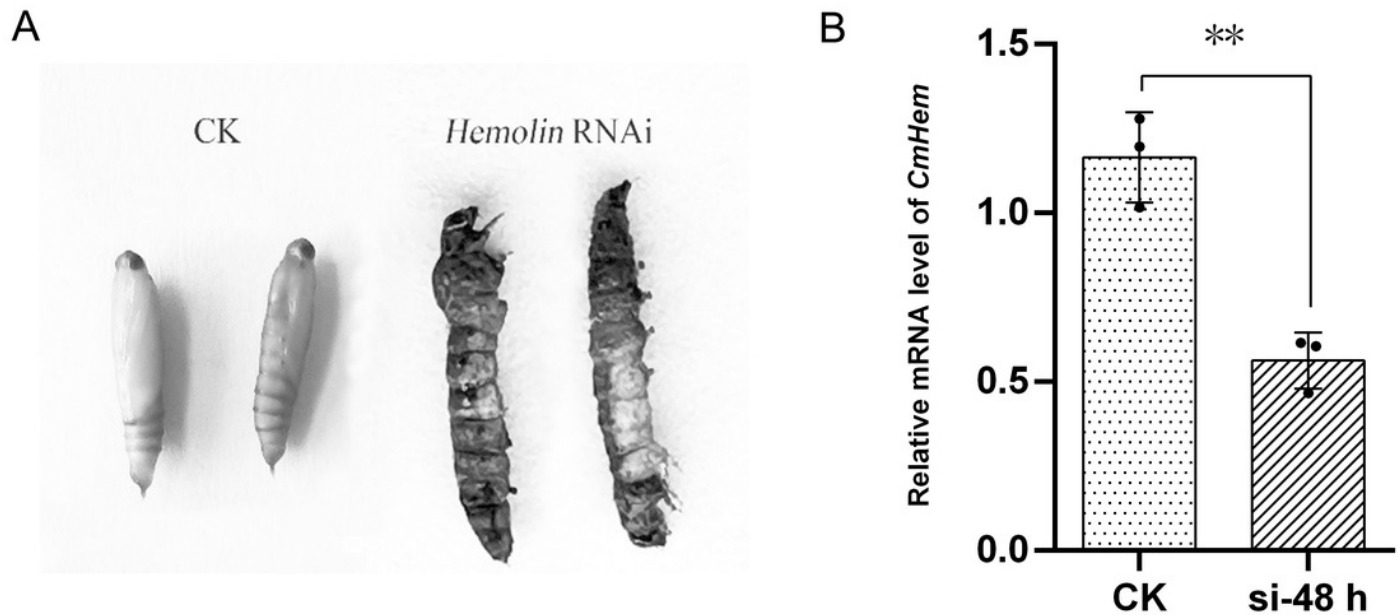 A
CK
Hemolin RNAi
B
**
Relative mRNA level of CmHem
1.5
1.0
0.5
0.0
CK
si-48 h